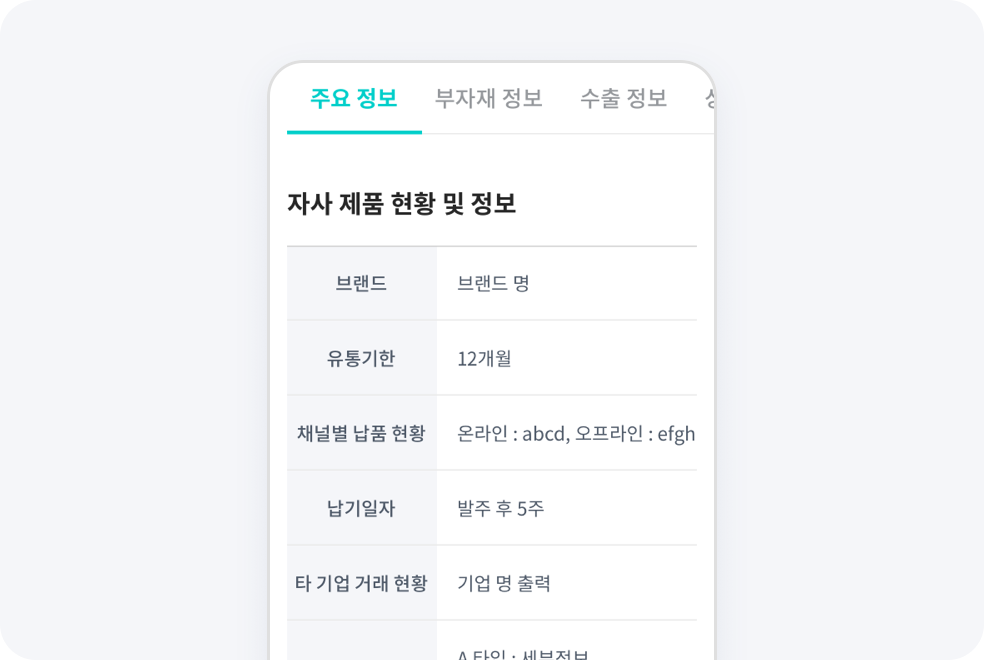 주요 정보 부자재 정보 수출 정보
자사 제품 현황 및 정보
브랜드 브랜드 명
유통기한 12개월
채널별 납품 현황 온라인 : abcd, 오프라인 : efgh
납기일자 발주 후 5주
타 기업 거래 현황 기업 명 출력
A 타입 : 세부정보